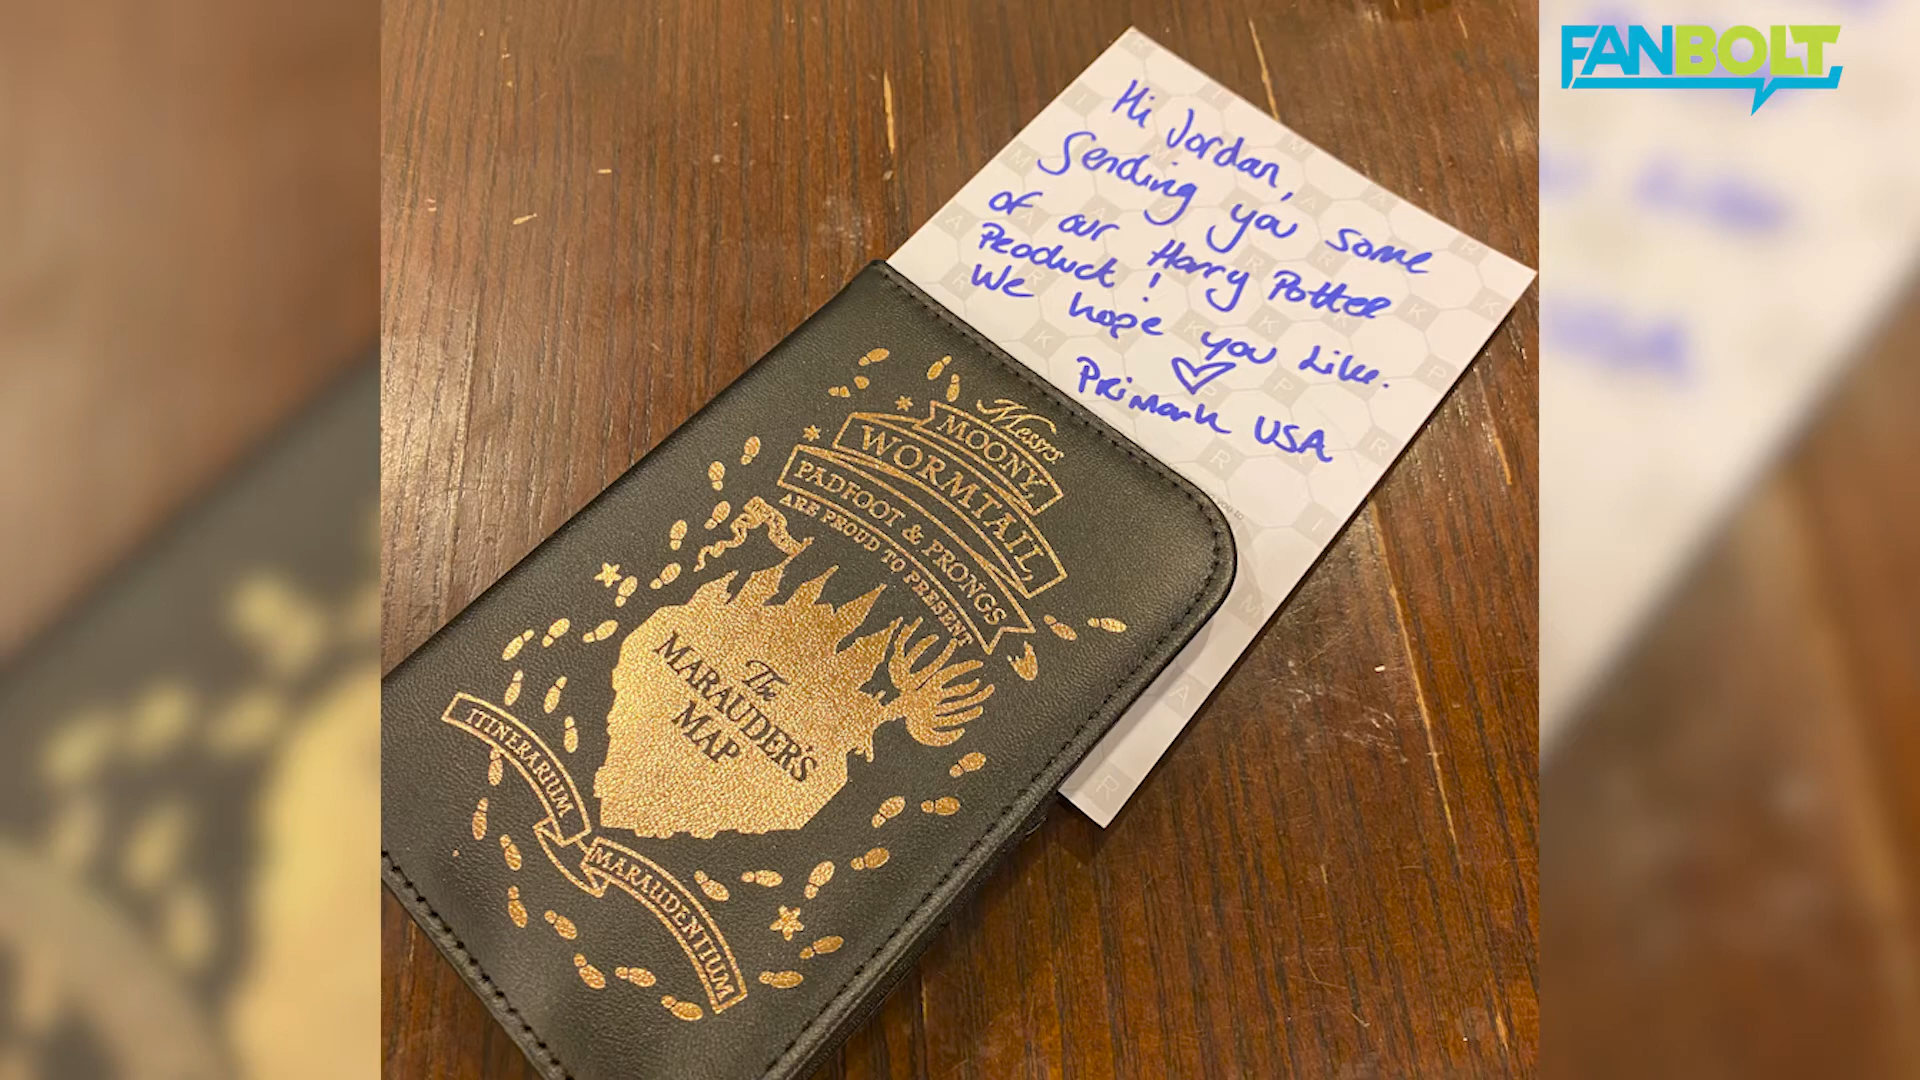 FANBOLT
Hi Jordan,
Sending you some
of our Harry Potter
Product!
We hope you like.
Primark USA
Messrs
MOONY,
WORMTAIL,
PADFOOT & PRONGS
ARE PROUD TO PRESENT
The
MARAUDER'S
MAP
ITINERARIUM
MARAUDENTIUM